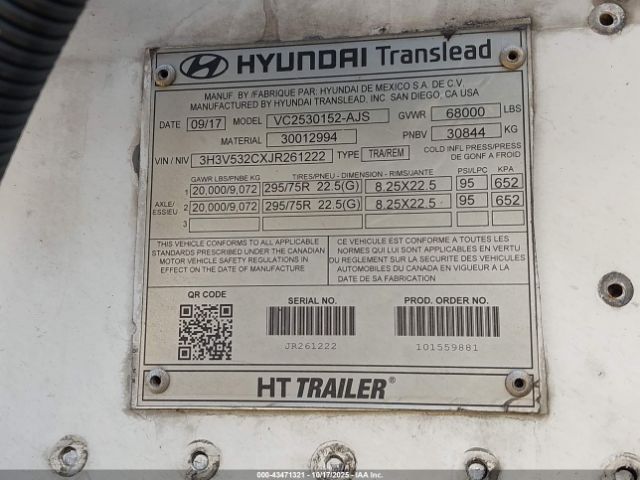 HYUNDAI Translead
MANUF. BY /FABRIQUE PAR: HYUNDAI DE MEXICO S.A. DE C.V.
MANUFACTURED BY HYUNDAI TRANSLEAD, INC. SAN DIEGO, CA USA
DATE 09/17 MODEL VC2530152-AJS GVWR 68000 LBS
MATERIAL 30012994 PNBV 30844 KG
VIN / NIV 3H3V532CXJR261222 TYPE TRA/REM COLD INFL PRESS/PRESS DE GONF A FROID
GAWR LBS/PNBE KG TIRES/PNEU - DIMENSION - RIMS/JANTE PSI/LPC KPA
AXLE/ESSIEU
1 20,000/9,072 295/75R 22.5(G) 8.25X22.5 95 652
2 20,000/9,072 295/75R 22.5(G) 8.25X22.5 95 652
3
THIS VEHICLE CONFORMS TO ALL APPLICABLE
STANDARDS PRESCRIBED UNDER THE CANADIAN
MOTOR VEHICLE SAFETY REGULATIONS IN
EFFECT ON THE DATE OF MANUFACTURE
CE VEHICULE EST CONFORME A TOUTES LES
NORMES QUI LUI SONT APPLICABLES EN VERTU
DU REGLEMENT SUR LA SECURITE DES VEHICULES
AUTOMOBILES DU CANADA EN VIGUEUR A LA
DATE DE SA FABRICATION
QR CODE SERIAL NO. PROD. ORDER NO.
JR261222 101559881
HT TRAILER®
000-43471321 - 10/17/2025 - IAAI/ACV